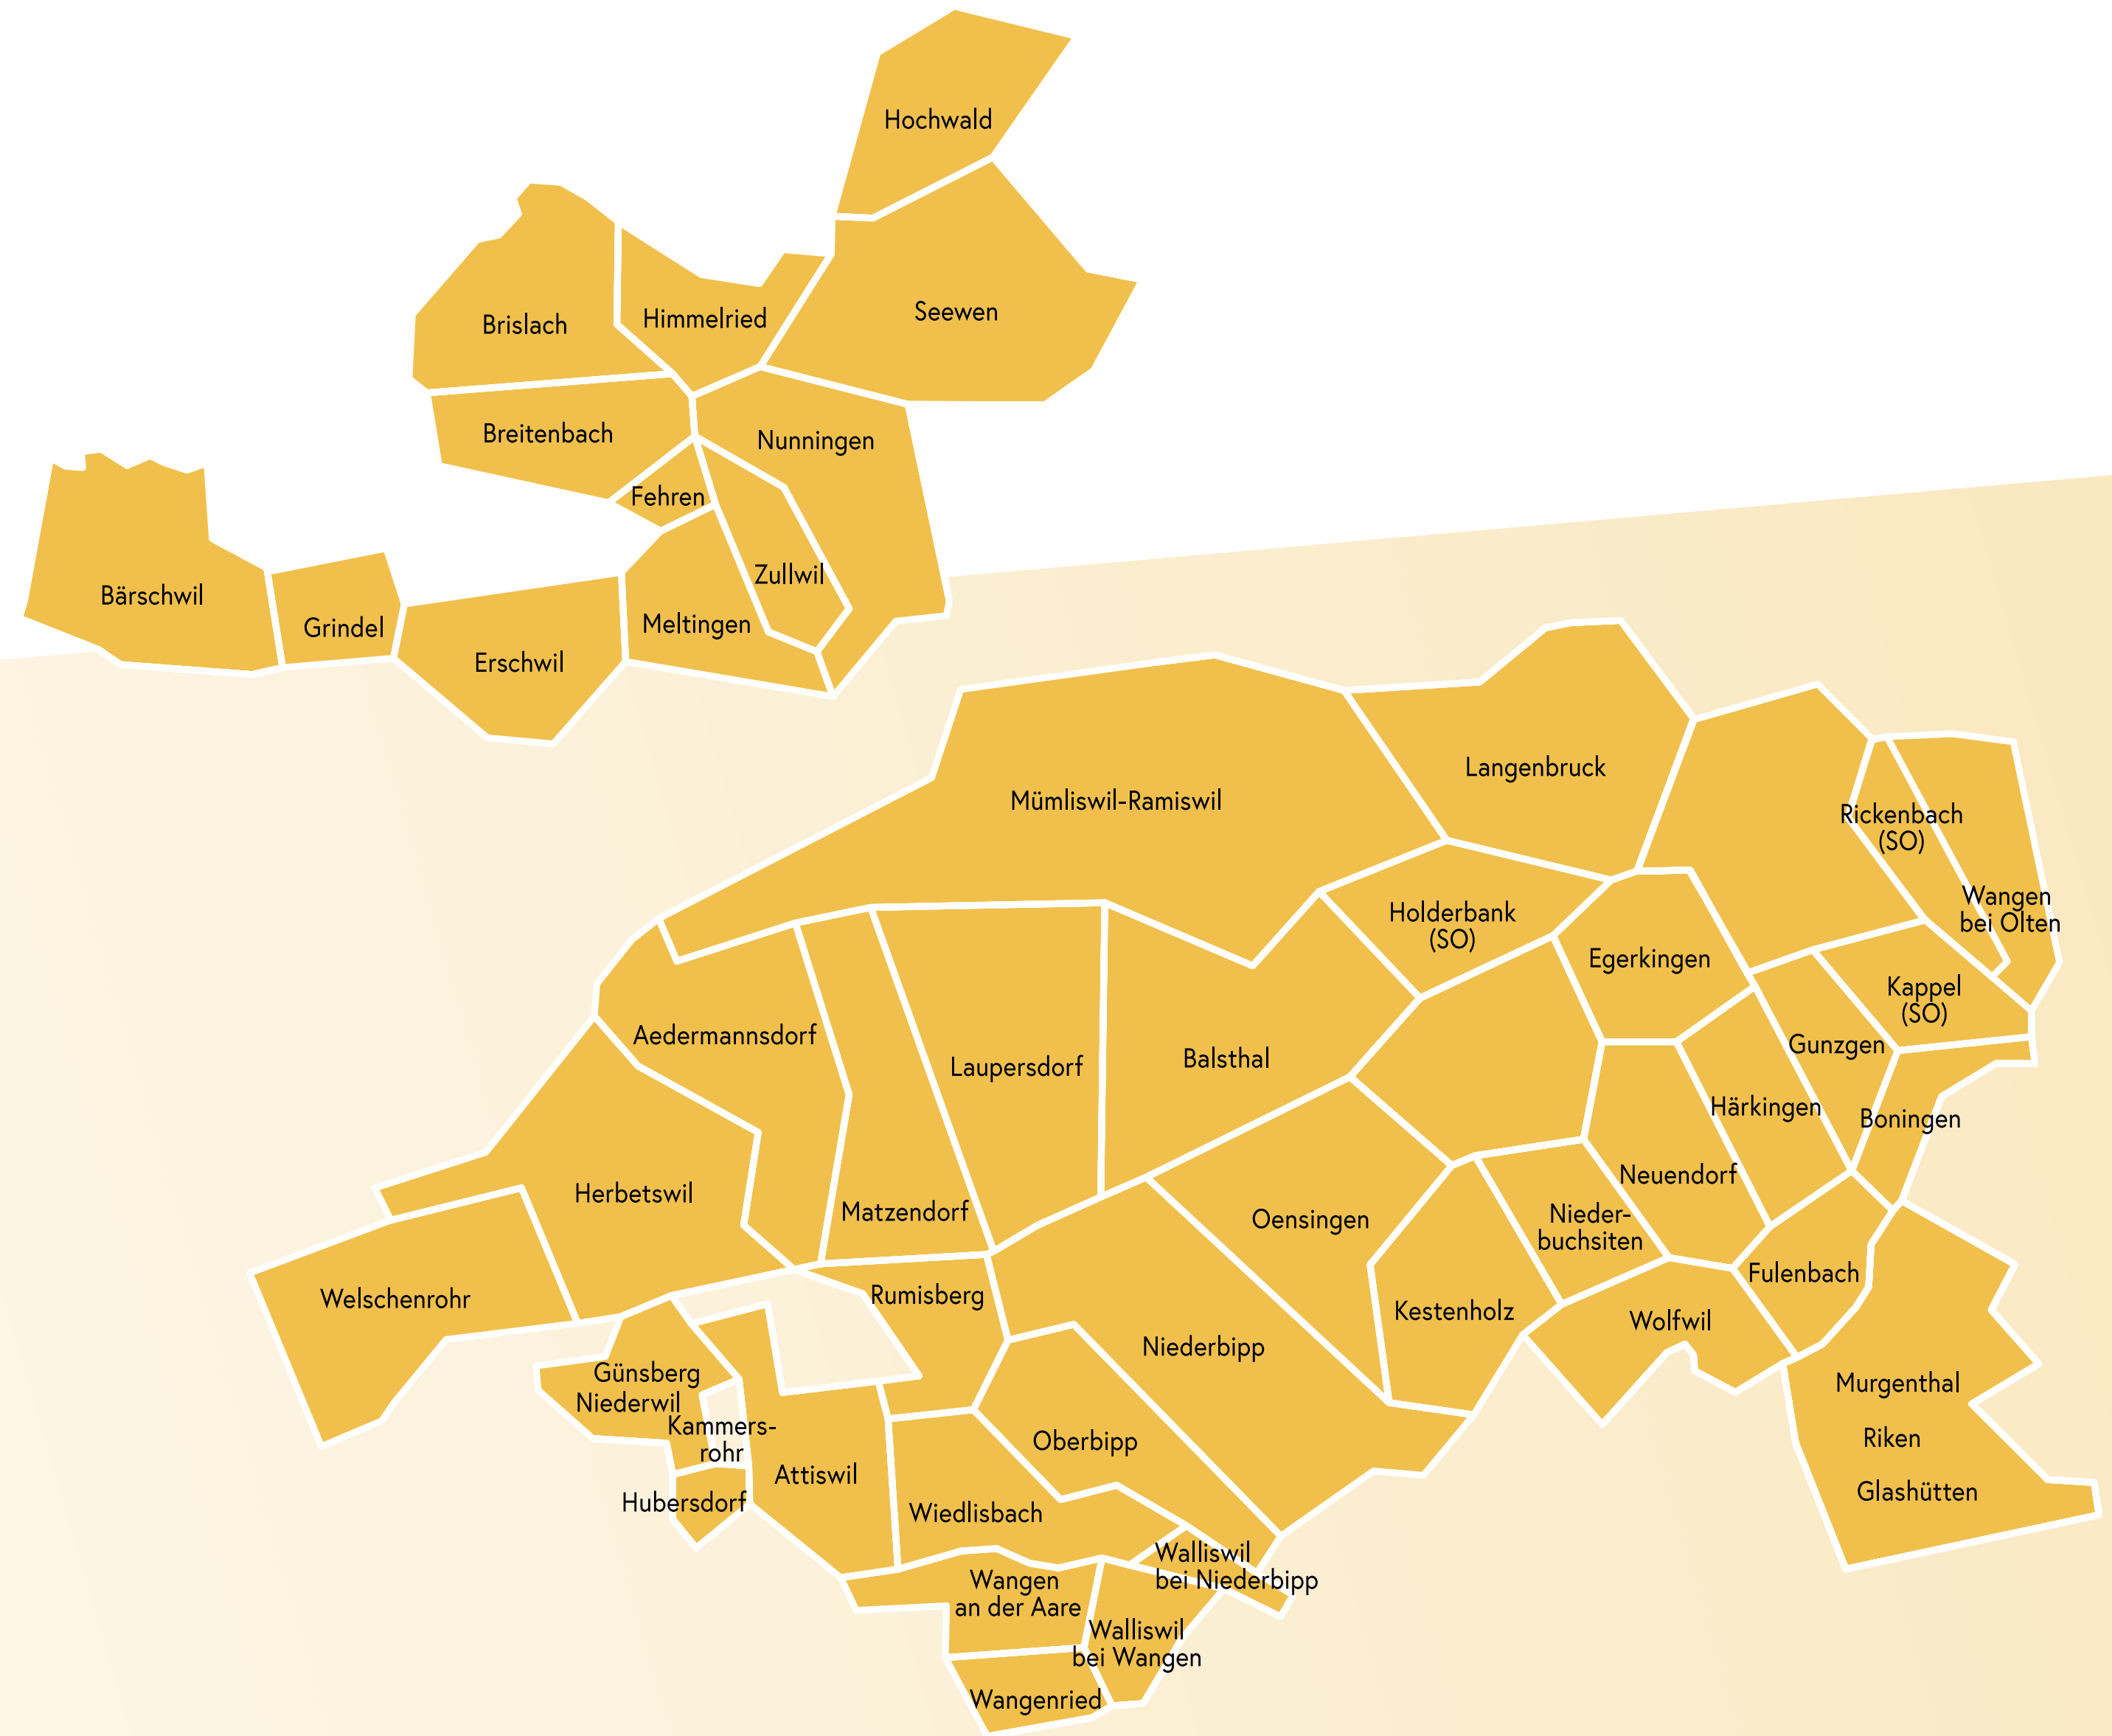 Hochwald
Seewen
Himmelried
Brislach
Breitenbach
Nunningen
Fehren
Zullwil
Bärschwil
Grindel
Meltingen
Erschwil
Langenbruck
Mümliswil-Ramiswil
Rickenbach
(SO)
Wangen
bei Olten
Holderbank
(SO)
Egerkingen
Kappel
(SO)
Aedermannsdorf
Gunzgen
Balsthal
Laupersdorf
Härkingen
Boningen
Neuendorf
Herbetswil
Matzendorf
Oensingen
Nieder-
buchsiten
Fulenbach
Welschenrohr
Rumisberg
Kestenholz
Wolfwil
Niederbipp
Günsberg
Niederwil
Murgenthal
Kammers-
rohr
Riken
Oberbipp
Attiswil
Glashütten
Hubersdorf
Wiedlisbach
Walliswil
bei Niederbipp
Wangen
an der Aare
Walliswil
bei Wangen
Wangenried